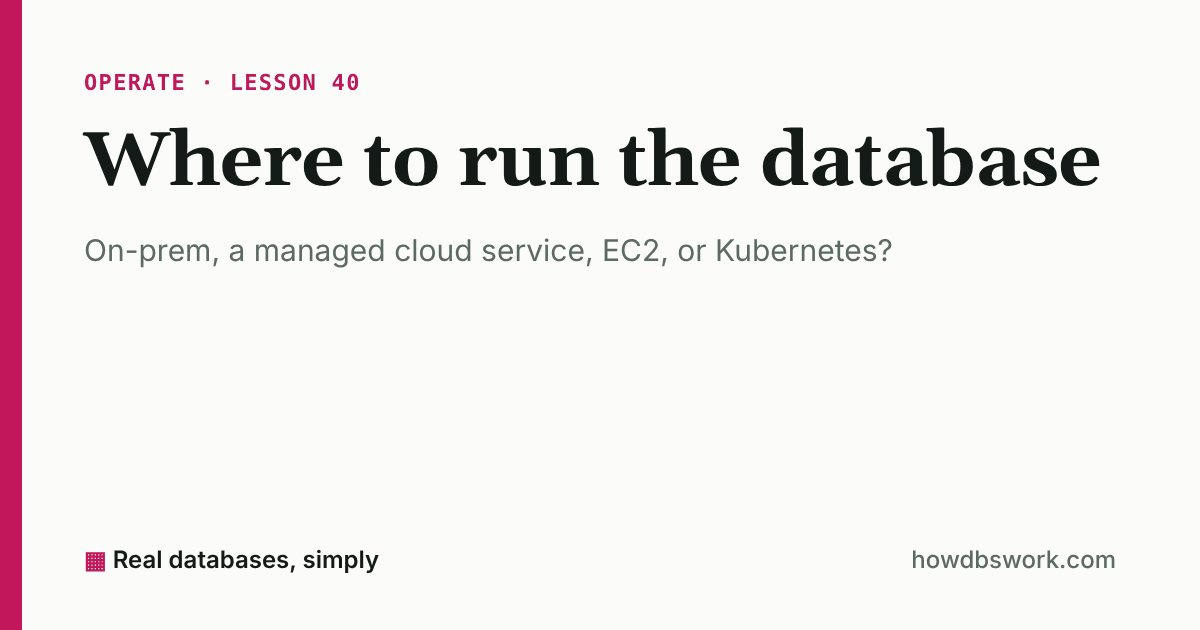 OPERATE · LESSON 40
Where to run the database
On-prem, a managed cloud service, EC2, or Kubernetes?
Real databases, simply
howdbswork.com